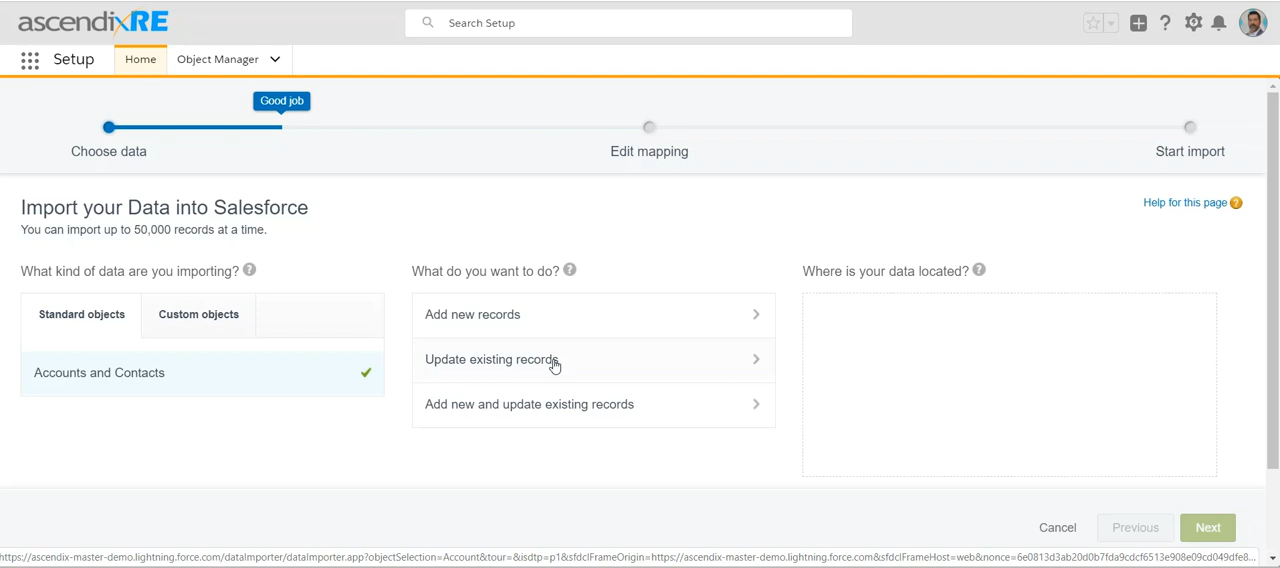 ascendixRE
Search Setup
Setup
Home
Object Manager
Good job
Choose data
Edit mapping
Start import
Import your Data into Salesforce
Help for this page
You can import up to 50,000 records at a time.
What kind of data are you importing?
What do you want to do?
Where is your data located?
Standard objects
Custom objects
Add new records
Update existing records
Accounts and Contacts
Add new and update existing records
Cancel
Previous
Next
https://ascendix-master-demo.lightning.force.com/dataImporter/dataImporter.app?objectSelection=Account&tour=&isdtp=p1&sfdcIFrameOrigin=https://ascendix-master-demo.lightning.force.com&sfdcIFrameHost=web&nonce=6e0813d3ab20d0b7fda9cdcf6513e908e09cd049dfe8...